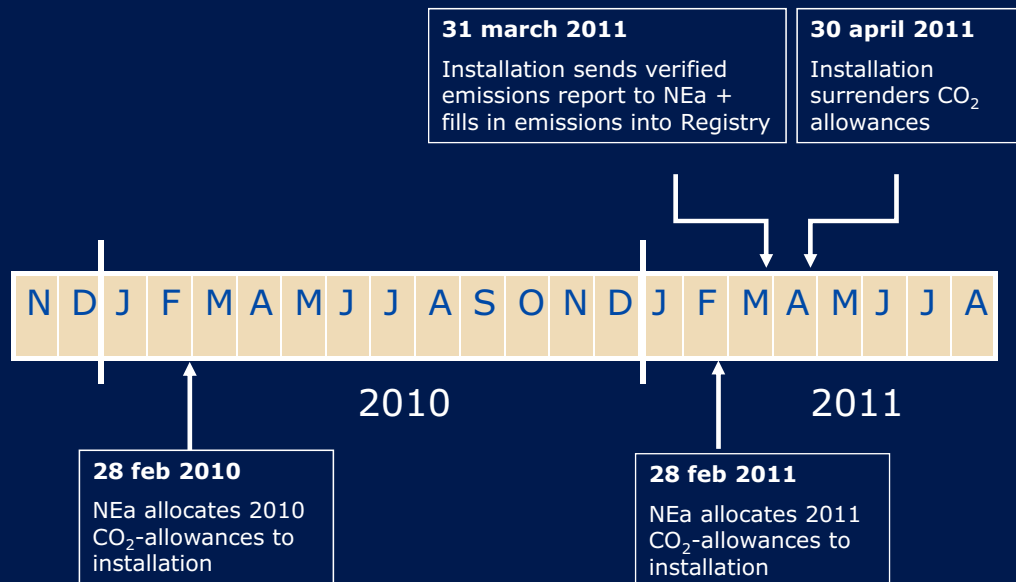 31 march 2011
Installation sends verified
emissions report to NEa +
fills in emissions into Registry
30 april 2011
Installation
surrenders CO₂
allowances
N D J F M A M J J A S O N D J F M A M J J A
2010
2011
28 feb 2010
NEa allocates 2010
CO₂-allowances to
installation
28 feb 2011
NEa allocates 2011
CO₂-allowances to
installation